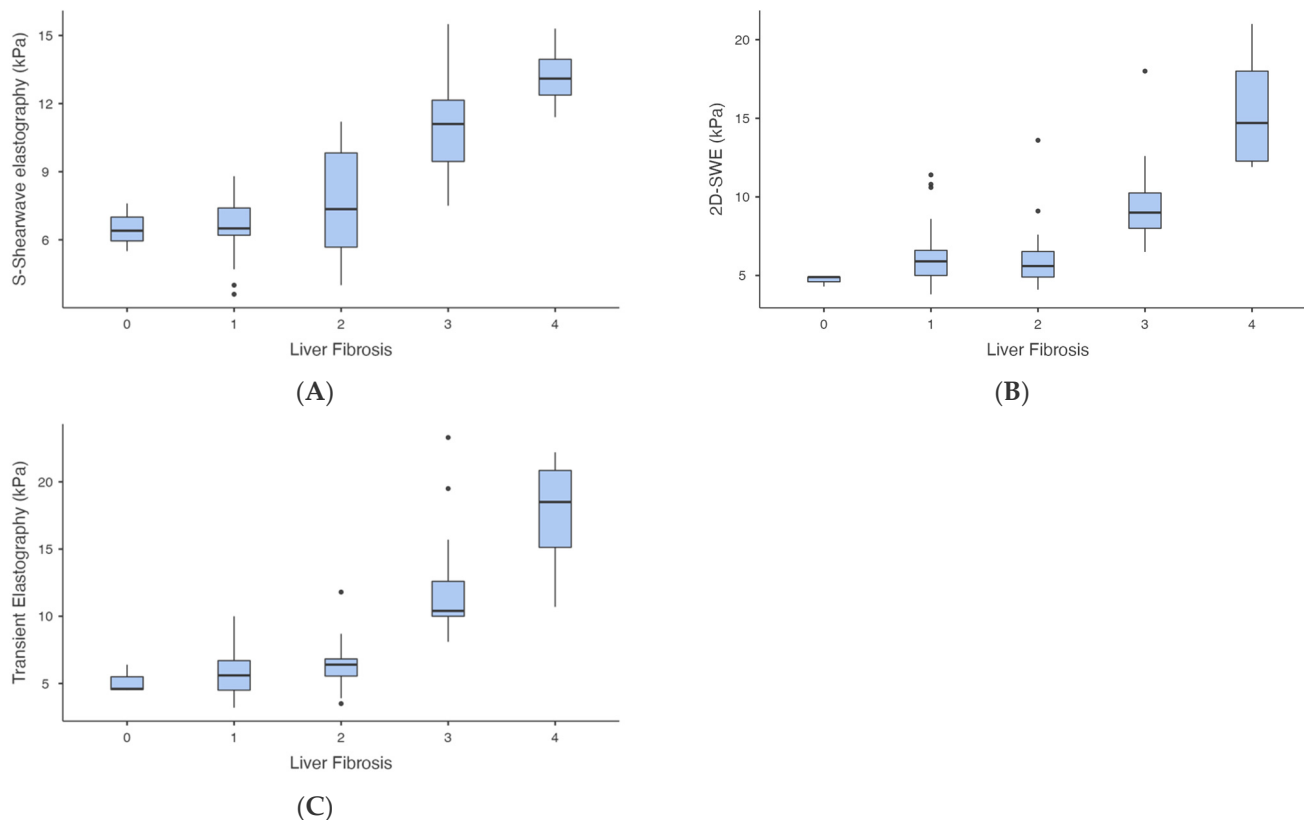 S-Shearwave elastography (kPa)
15
12
9
6
0 1 2 3 4
Liver Fibrosis
(A)
2D-SWE (kPa)
20
15
10
5
0 1 2 3 4
Liver Fibrosis
(B)
Transient Elastography (kPa)
20
15
10
5
0 1 2 3 4
Liver Fibrosis
(C)